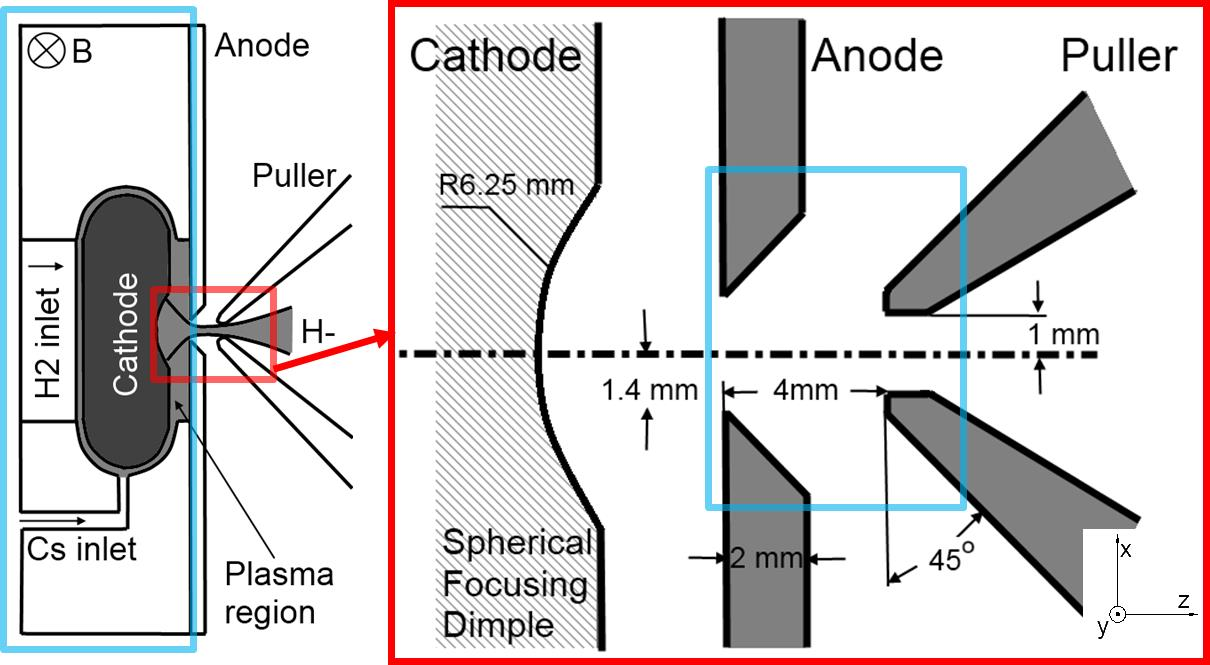 B
Anode
Puller
H2 inlet
Cathode
H-
Cs inlet
Plasma
region
Cathode
Anode
Puller
R6.25 mm
1 mm
1.4 mm
4mm
2 mm
45°
Spherical
Focusing
Dimple
x
z
y